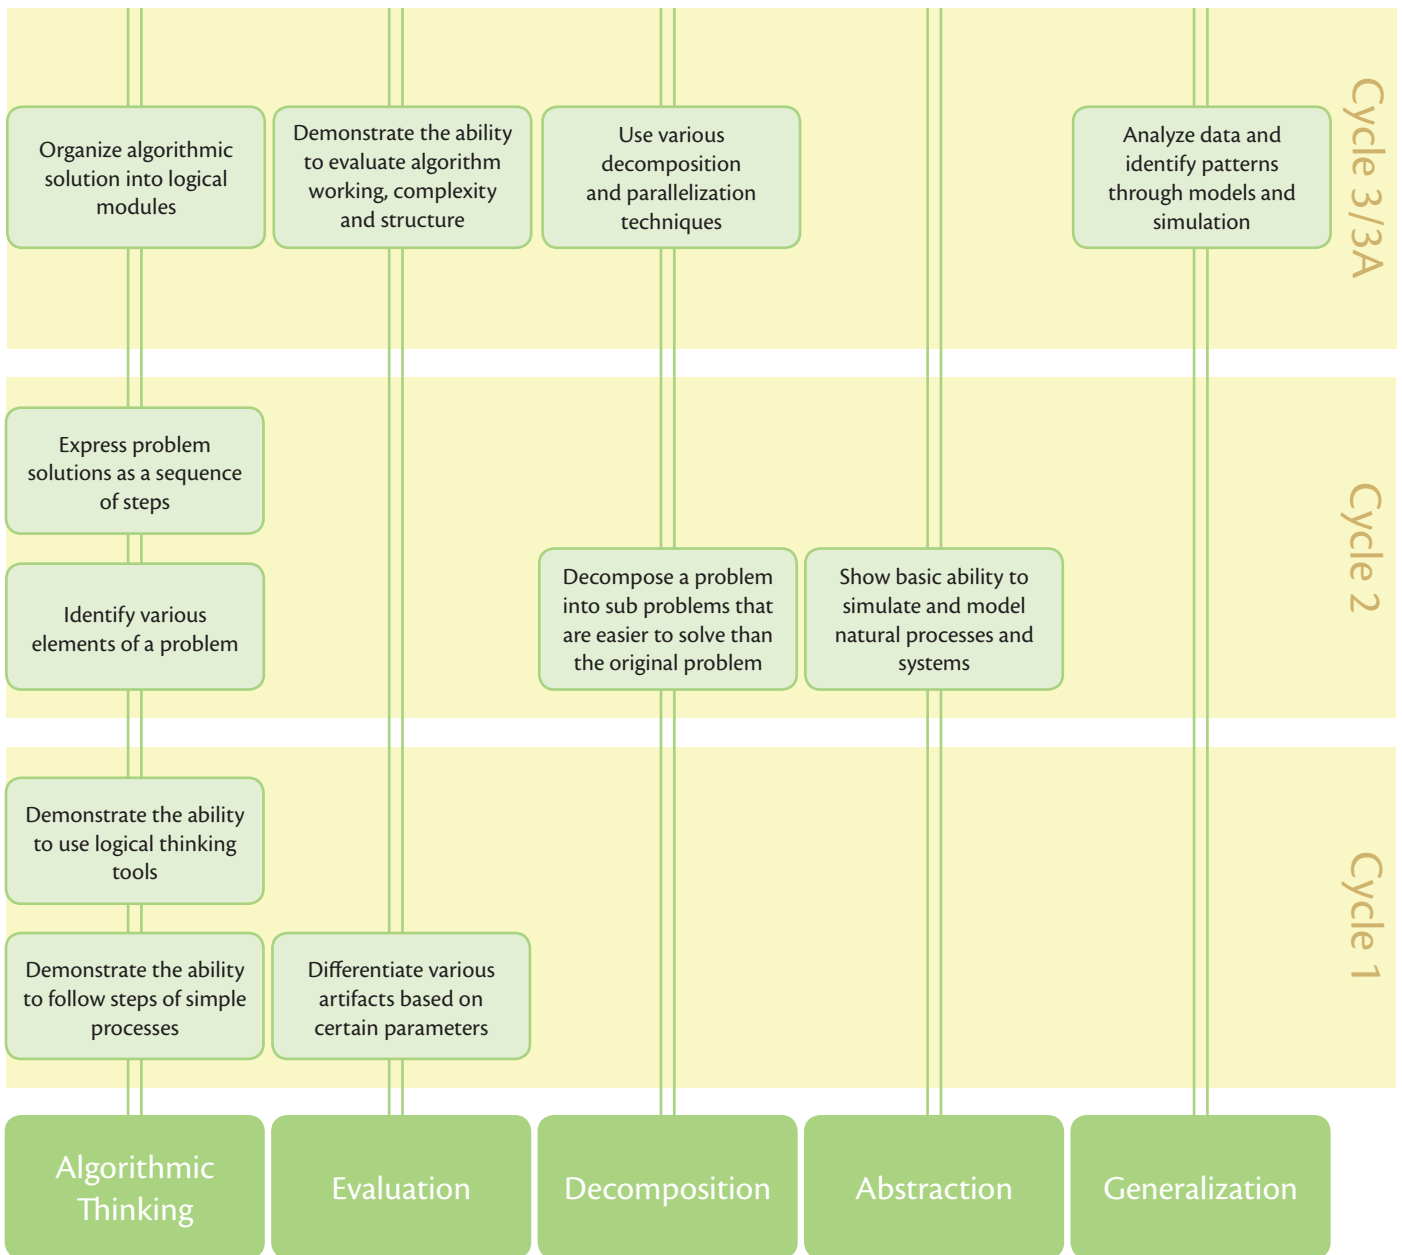 Organize algorithmic
solution into logical
modules
Demonstrate the ability
to evaluate algorithm
working, complexity
and structure
Use various
decomposition
and parallelization
techniques
Analyze data and
identify patterns
through models and
simulation
Cycle 3/3A
Express problem
solutions as a sequence
of steps
Identify various
elements of a problem
Decompose a problem
into sub problems that
are easier to solve than
the original problem
Show basic ability to
simulate and model
natural processes and
systems
Cycle 2
Demonstrate the ability
to use logical thinking
tools
Demonstrate the ability
to follow steps of simple
processes
Differentiate various
artifacts based on
certain parameters
Cycle 1
Algorithmic
Thinking
Evaluation
Decomposition
Abstraction
Generalization